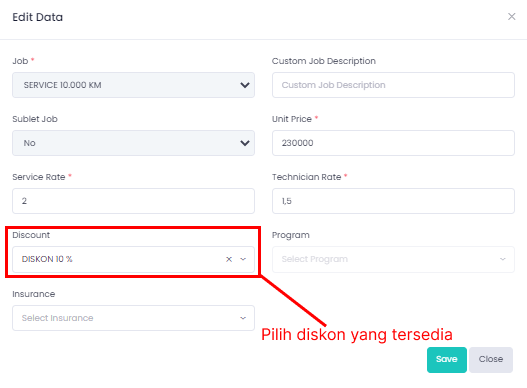 Edit Data
Job *
Custom Job Description
SERVICE 10.000 KM
Custom Job Description
Sublet Job
Unit Price *
No
230000
Service Rate *
Technician Rate *
2
1,5
Discount
Program
DISKON 10 %
Select Program
Insurance
Select Insurance
Pilih diskon yang tersedia
Save
Close